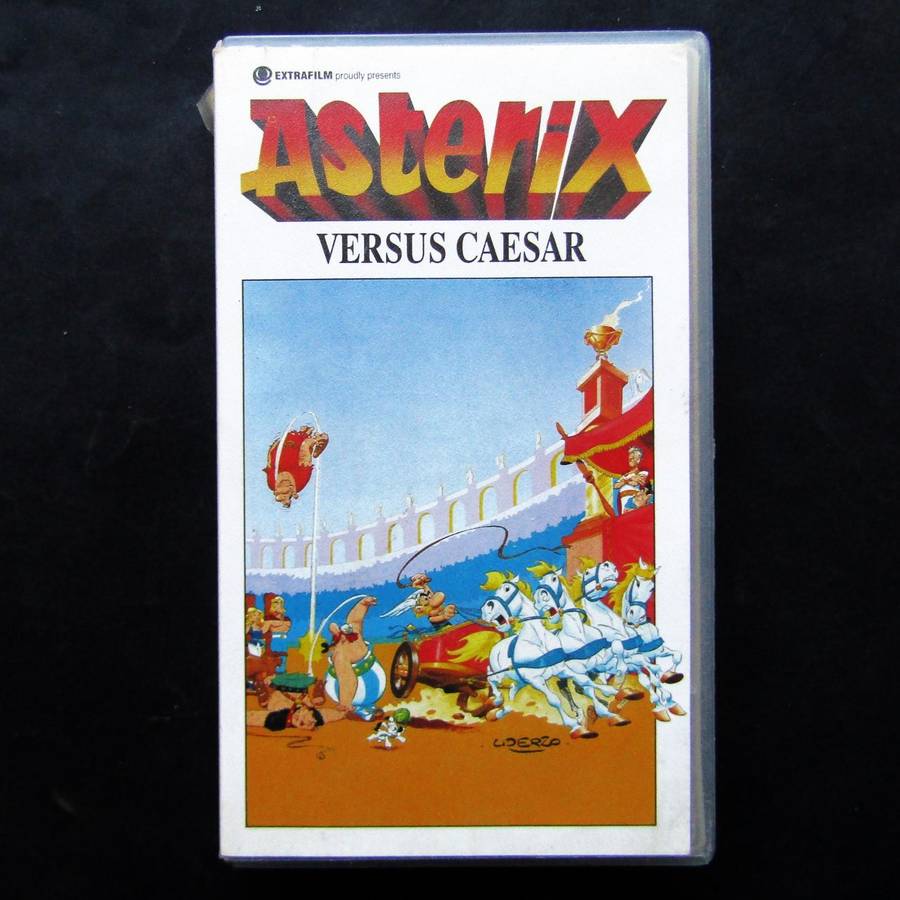 EXTRAFILM proudly presents
Asterix
VERSUS CAESAR
UDERZO